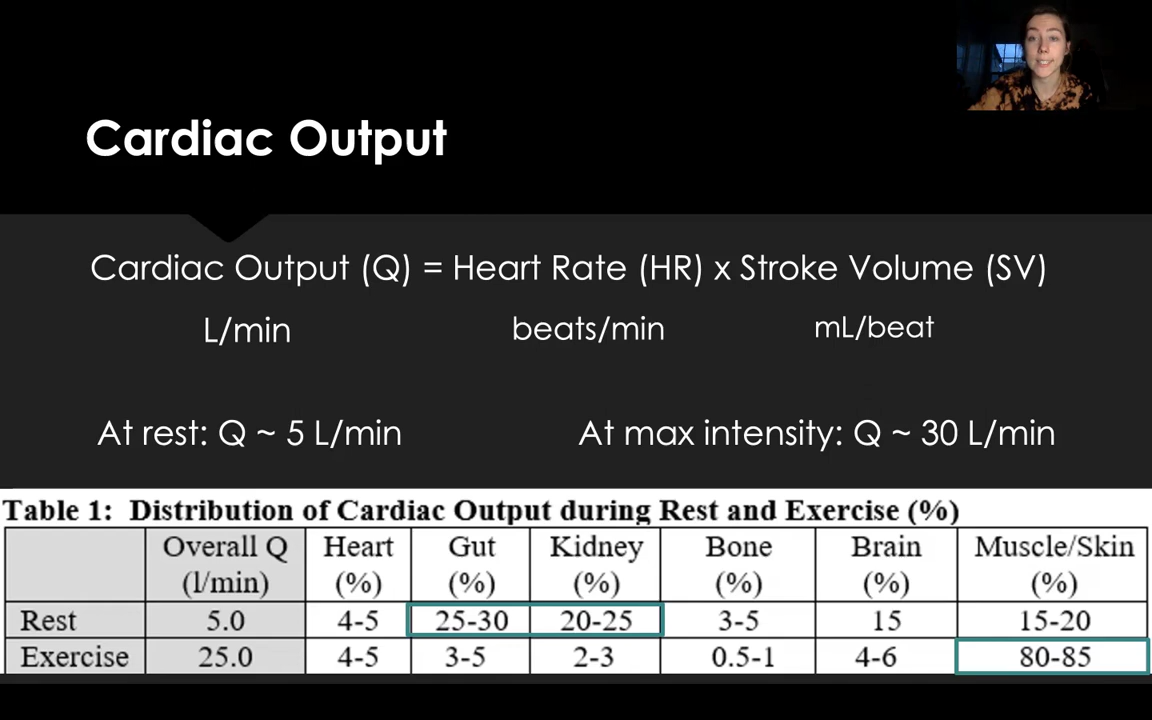 Cardiac Output
Cardiac Output (Q) = Heart Rate (HR) x Stroke Volume (SV)
L/min beats/min mL/beat
At rest: Q ~ 5 L/min At max intensity: Q ~ 30 L/min
Table 1: Distribution of Cardiac Output during Rest and Exercise (%)
Overall Q Heart Gut Kidney Bone Brain Muscle/Skin
(l/min) (%) (%) (%) (%) (%) (%)
Rest 5.0 4-5 25-30 20-25 3-5 15 15-20
Exercise 25.0 4-5 3-5 2-3 0.5-1 4-6 80-85